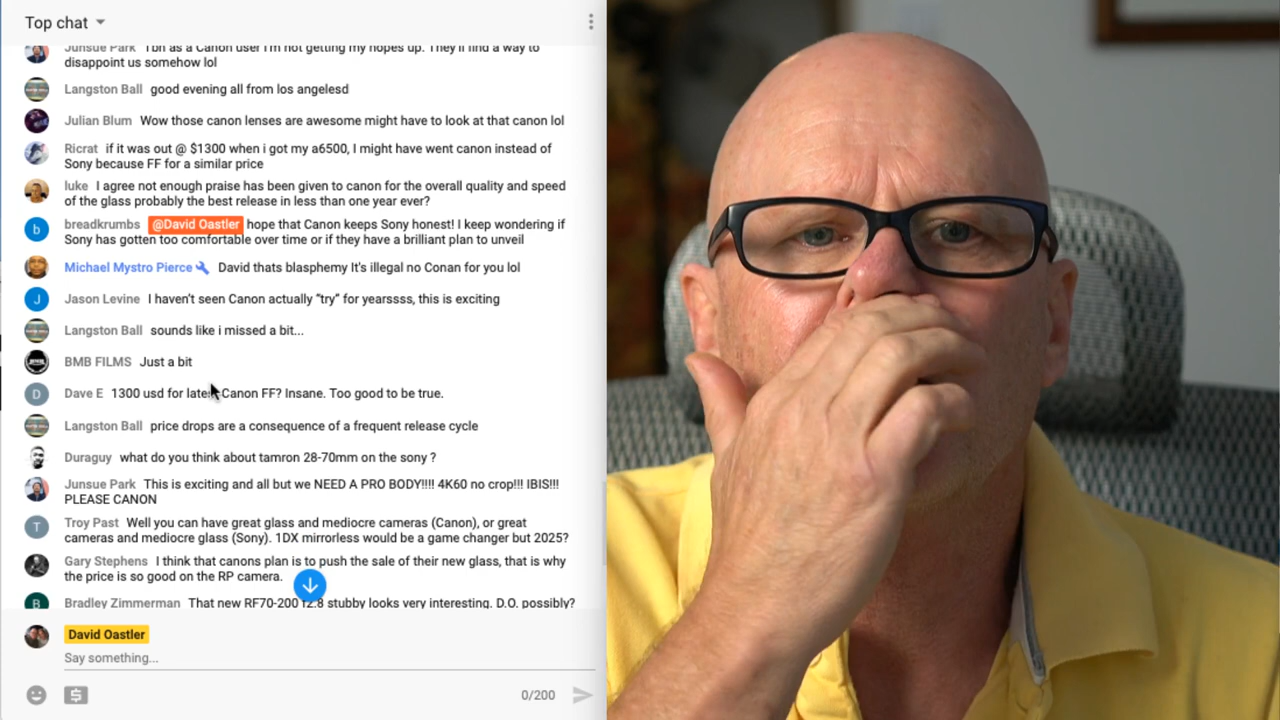 Top chat
Junsue Park Tbh as a Canon user I'm not getting my hopes up. They'll find a way to
disappoint us somehow lol
Langston Ball good evening all from los angelesd
Julian Blum Wow those canon lenses are awesome might have to look at that canon lol
Ricrat if it was out @ $1300 when i got my a6500, I might have went canon instead of
Sony because FF for a similar price
luke I agree not enough praise has been given to canon for the overall quality and speed
of the glass probably the best release in less than one year ever?
b breadkrumbs @David Oastler hope that Canon keeps Sony honest! I keep wondering if
Sony has gotten too comfortable over time or if they have a brilliant plan to unveil
Michael Mystro Pierce David thats blasphemy It's illegal no Conan for you lol
J Jason Levine I haven't seen Canon actually “try” for yearssss, this is exciting
Langston Ball sounds like i missed a bit...
BMB FILMS Just a bit
D Dave E 1300 usd for late Canon FF? Insane. Too good to be true.
Langston Ball price drops are a consequence of a frequent release cycle
Duraguy what do you think about tamron 28-70mm on the sony ?
Junsue Park This is exciting and all but we NEED A PRO BODY!!!! 4K60 no crop!!! IBIS!!!
PLEASE CANON
T Troy Past Well you can have great glass and mediocre cameras (Canon), or great
cameras and mediocre glass (Sony). 1DX mirrorless would be a game changer but 2025?
Gary Stephens I think that canons plan is to push the sale of their new glass, that is why
the price is so good on the RP camera.
B Bradley Zimmerman That new RF70-200 f2.8 stubby looks very interesting. D.O. possibly?
David Oastler
Say something...
0/200